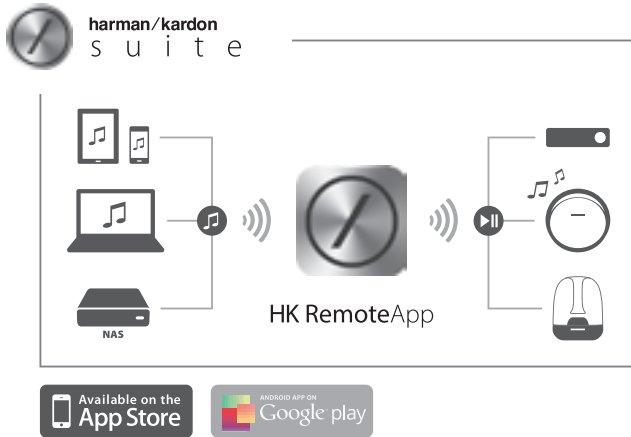 harman/kardon
suite
NAS
HK RemoteApp
Available on the
App Store
ANDROID APP ON
Google play